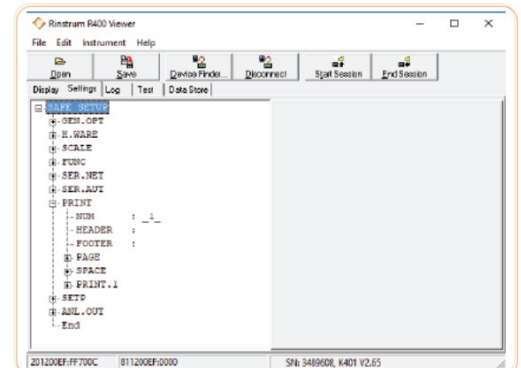 Rinstrum R400 Viewer
File Edit Instrument Help
Open Save Device Finder... Disconnect Start Session End Session
Display Settings Log Test Data Store
SAFE SETUP
GEN.OPT
H.WARE
SCALE
FUNC
SER.NET
SER.AUT
PRINT
NUM : _1_
HEADER :
FOOTER :
PAGE
SPACE
PRINT.1
SETP
ANL.OUT
End
201200EF:FF700C 811200EF:0000 SN: 3489608, K401 V2.65